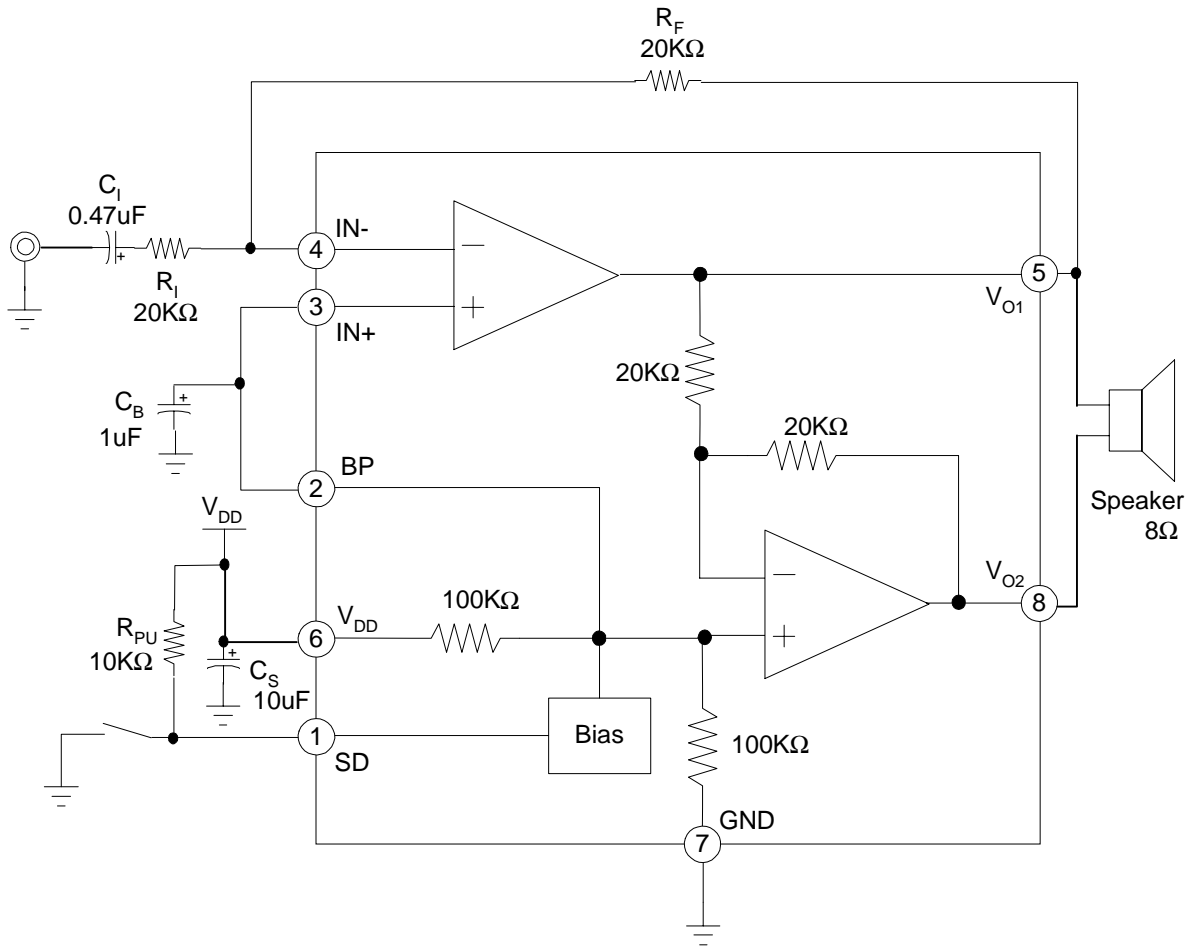 R_F
20KΩ
C_I
0.47uF
+
R_I
20KΩ
4
IN-
3
IN+
−
+
5
V_O1
20KΩ
20KΩ
C_B
1uF
+
2
BP
Speaker
8Ω
V_DD
R_PU
10KΩ
6
V_DD
100KΩ
−
+
V_O2
8
+
C_S
10uF
1
SD
Bias
100KΩ
GND
7